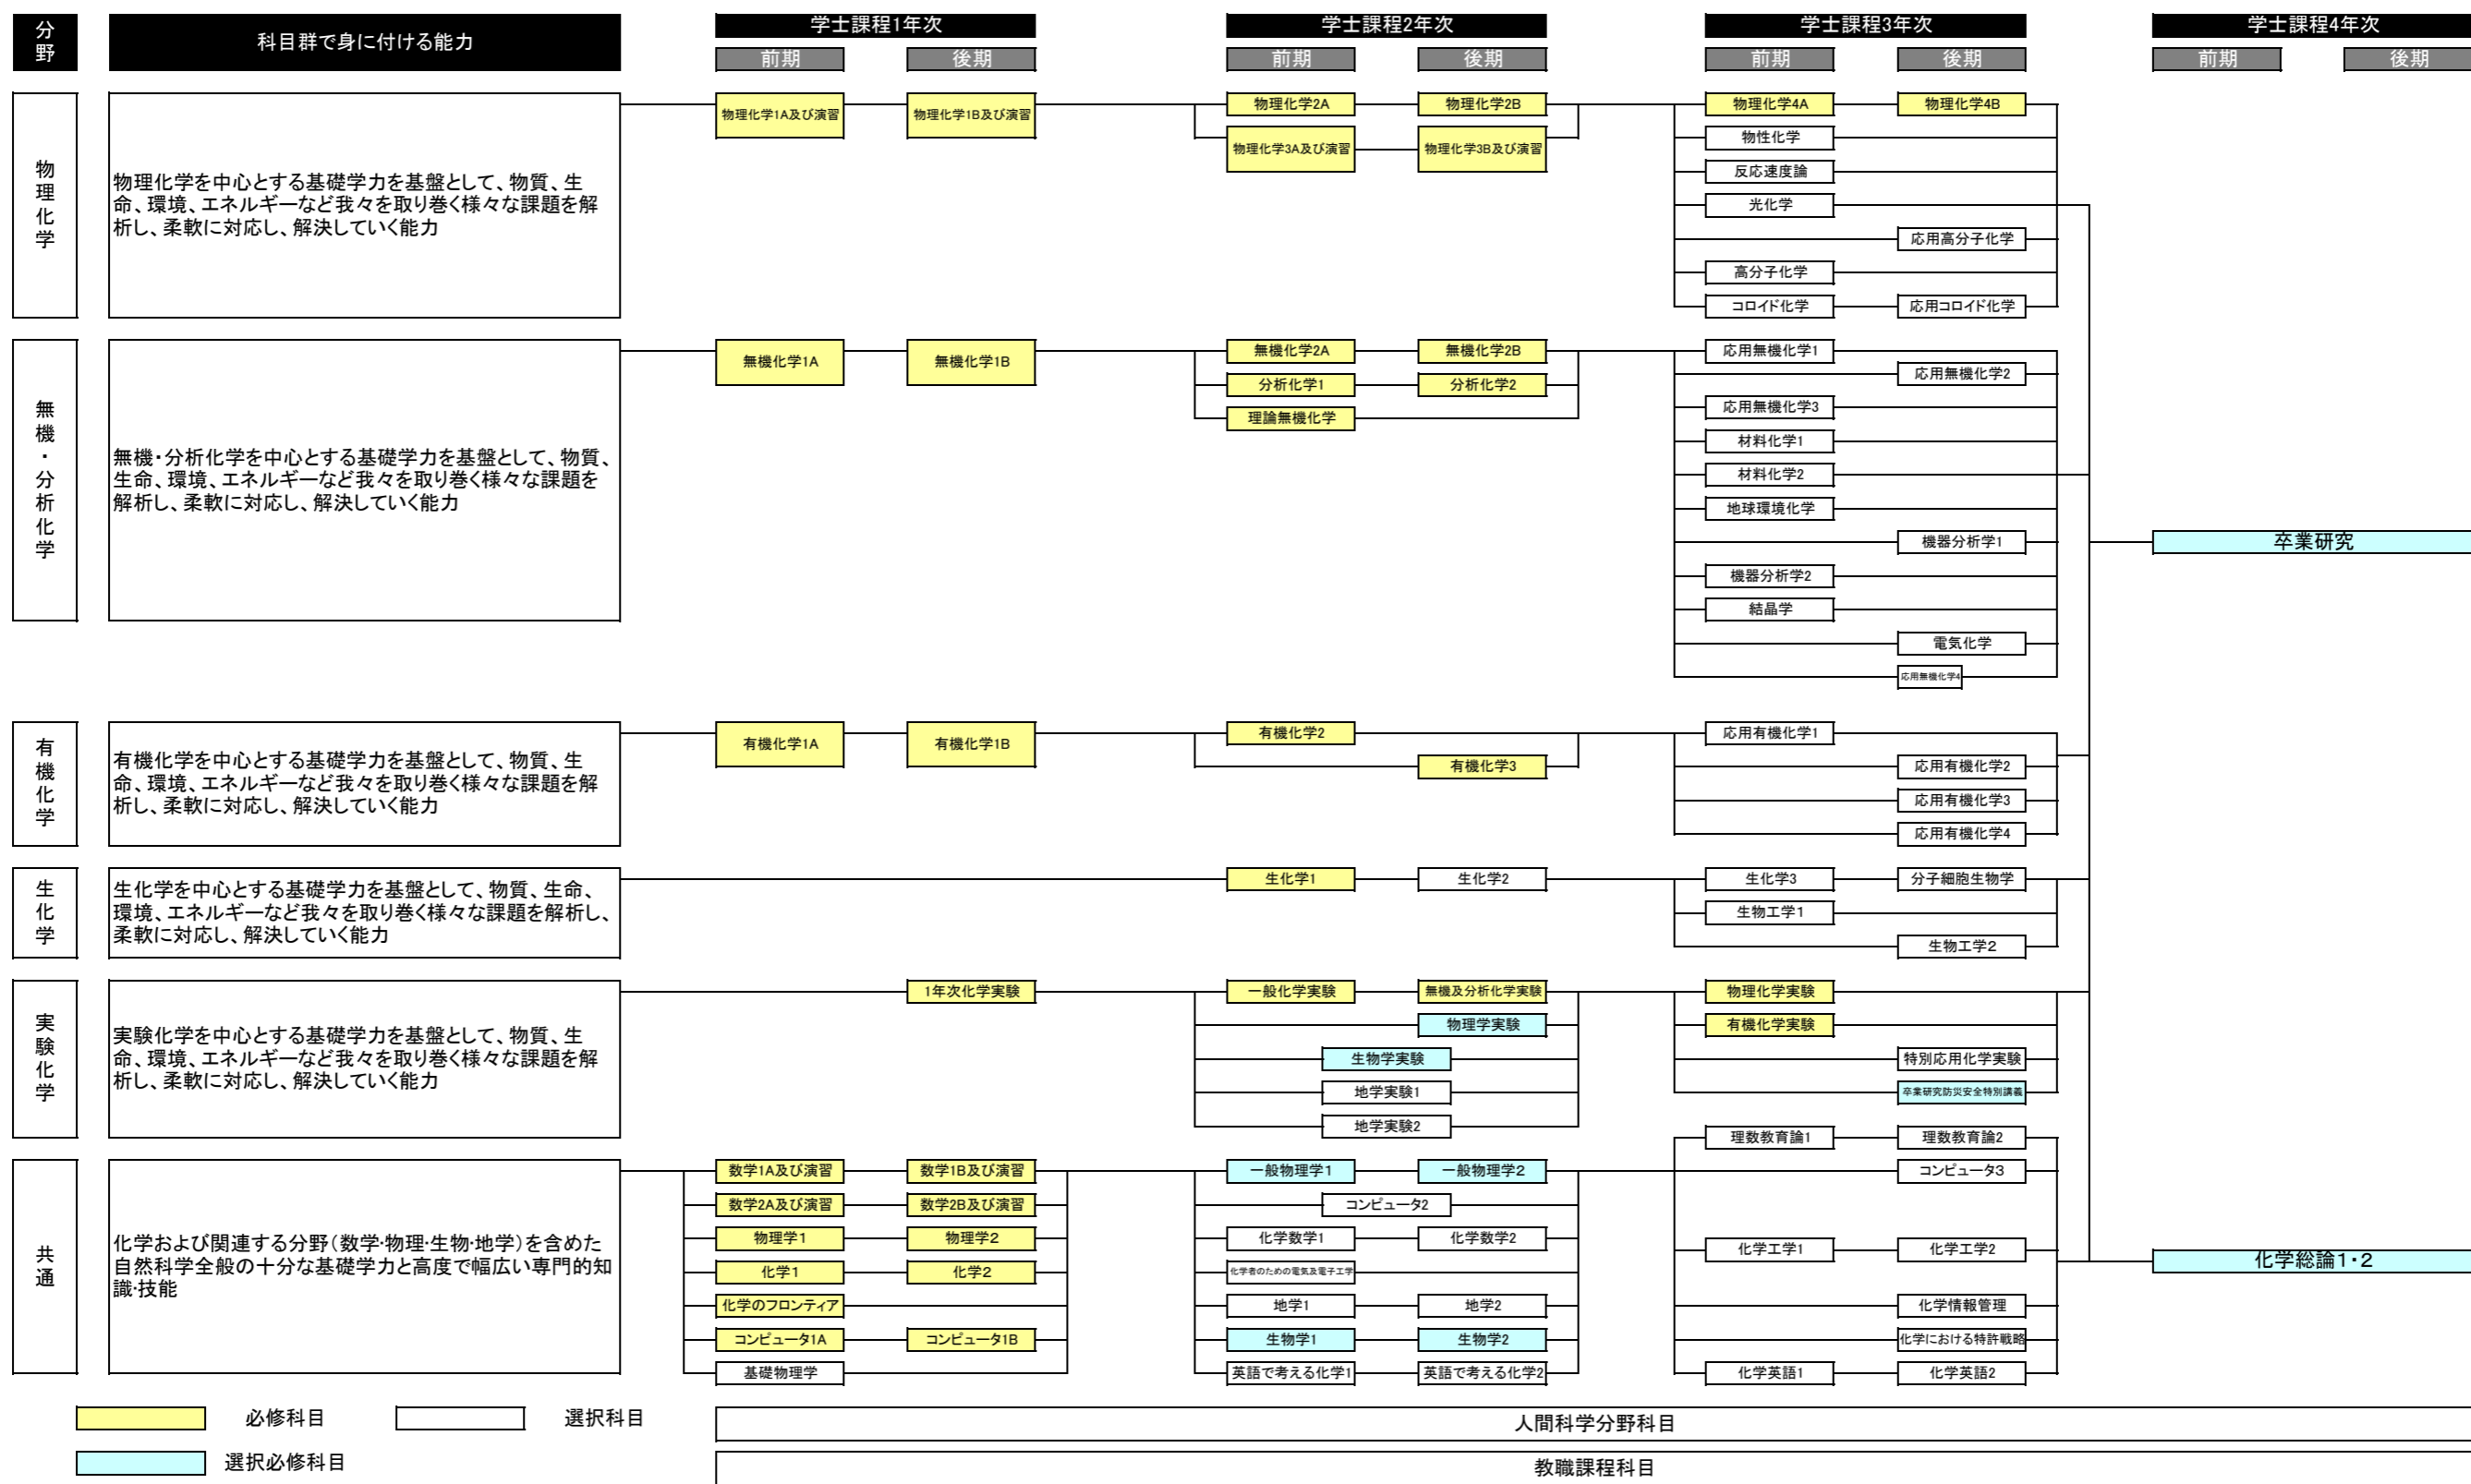 分野
科目群で身に付ける能力
学士課程1年次
学士課程2年次
学士課程3年次
学士課程4年次
前期
後期
前期
後期
前期
後期
前期
後期
物理化学
物理化学を中心とする基礎学力を基盤として、物質、生
命、環境、エネルギーなど我々を取り巻く様々な課題を解
析し、柔軟に対応し、解決していく能力
物理化学1A及び演習
物理化学1B及び演習
物理化学2A
物理化学2B
物理化学3A及び演習
物理化学3B及び演習
物理化学4A
物理化学4B
物性化学
反応速度論
光化学
応用高分子化学
高分子化学
コロイド化学
応用コロイド化学
無機・分析化学
無機・分析化学を中心とする基礎学力を基盤として、物質、
生命、環境、エネルギーなど我々を取り巻く様々な課題を
解析し、柔軟に対応し、解決していく能力
無機化学1A
無機化学1B
無機化学2A
無機化学2B
分析化学1
分析化学2
理論無機化学
応用無機化学1
応用無機化学2
応用無機化学3
材料化学1
材料化学2
地球環境化学
機器分析学1
機器分析学2
結晶学
電気化学
応用無機化学4
卒業研究
有機化学
有機化学を中心とする基礎学力を基盤として、物質、生
命、環境、エネルギーなど我々を取り巻く様々な課題を解
析し、柔軟に対応し、解決していく能力
有機化学1A
有機化学1B
有機化学2
有機化学3
応用有機化学1
応用有機化学2
応用有機化学3
応用有機化学4
生化学
生化学を中心とする基礎学力を基盤として、物質、生命、
環境、エネルギーなど我々を取り巻く様々な課題を解析し、
柔軟に対応し、解決していく能力
生化学1
生化学2
生化学3
分子細胞生物学
生物工学1
生物工学2
実験化学
実験化学を中心とする基礎学力を基盤として、物質、生
命、環境、エネルギーなど我々を取り巻く様々な課題を解
析し、柔軟に対応し、解決していく能力
1年次化学実験
一般化学実験
無機及分析化学実験
物理学実験
生物学実験
地学実験1
地学実験2
物理化学実験
有機化学実験
特別応用化学実験
卒業研究防災安全特別講義
共通
化学および関連する分野(数学・物理・生物・地学)を含めた
自然科学全般の十分な基礎学力と高度で幅広い専門的知
識・技能
数学1A及び演習
数学1B及び演習
数学2A及び演習
数学2B及び演習
物理学1
物理学2
化学1
化学2
化学のフロンティア
コンピュータ1A
コンピュータ1B
基礎物理学
一般物理学1
一般物理学2
コンピュータ2
化学数学1
化学数学2
化学者のための電気及電子工学
地学1
地学2
生物学1
生物学2
英語で考える化学1
英語で考える化学2
理数教育論1
理数教育論2
コンピュータ3
化学工学1
化学工学2
化学情報管理
化学における特許戦略
化学英語1
化学英語2
化学総論1・2
必修科目
選択科目
選択必修科目
人間科学分野科目
教職課程科目